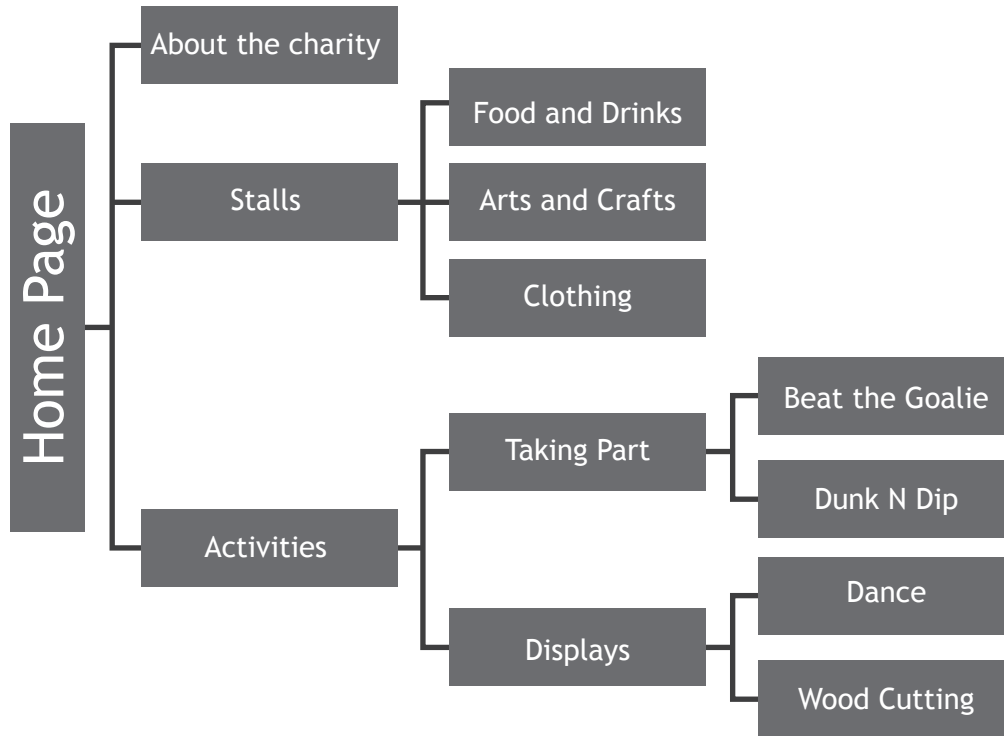 Home Page
About the charity
Stalls
Food and Drinks
Arts and Crafts
Clothing
Activities
Taking Part
Beat the Goalie
Dunk N Dip
Displays
Dance
Wood Cutting